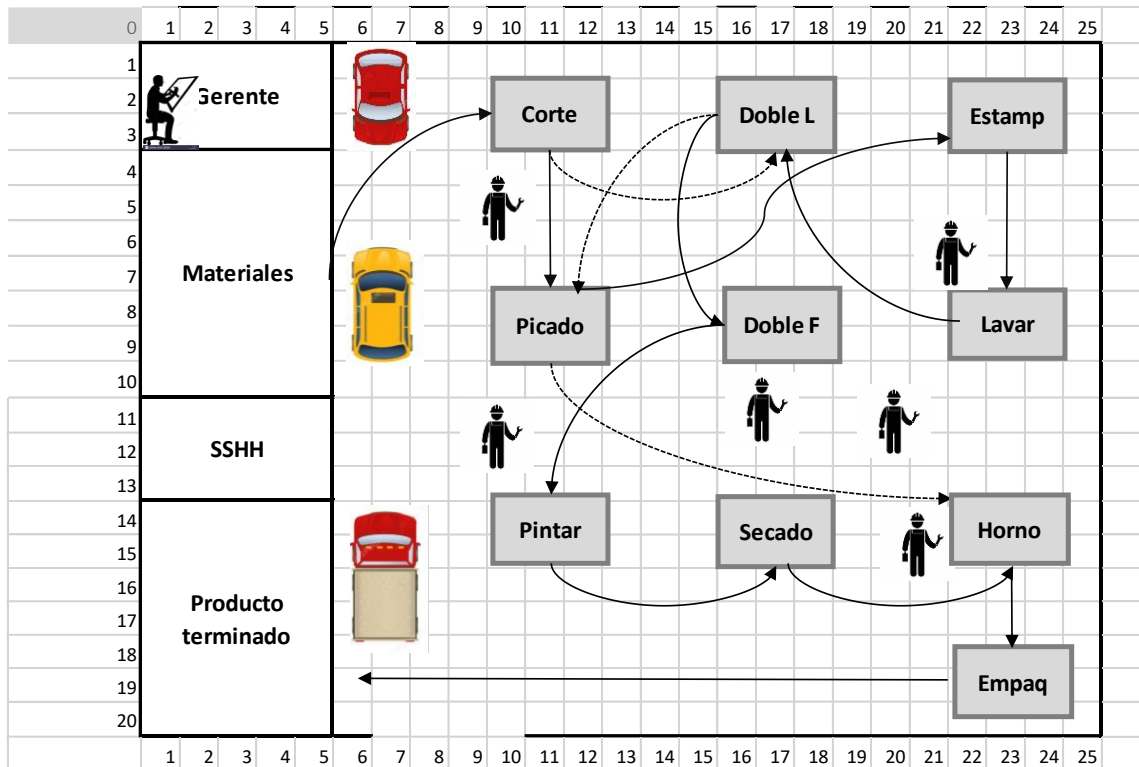 0 1 2 3 4 5 6 7 8 9 10 11 12 13 14 15 16 17 18 19 20 21 22 23 24 25
1
2 Gerente Corte Doble L Estamp
3
4
5
6
7 Materiales
8 Picado Doble F Lavar
9
10
11
12 SSHH
13
14 Pintar Secado Horno
15
16
17 Producto
terminado
18
19 Empaq
20
1 2 3 4 5 6 7 8 9 10 11 12 13 14 15 16 17 18 19 20 21 22 23 24 25